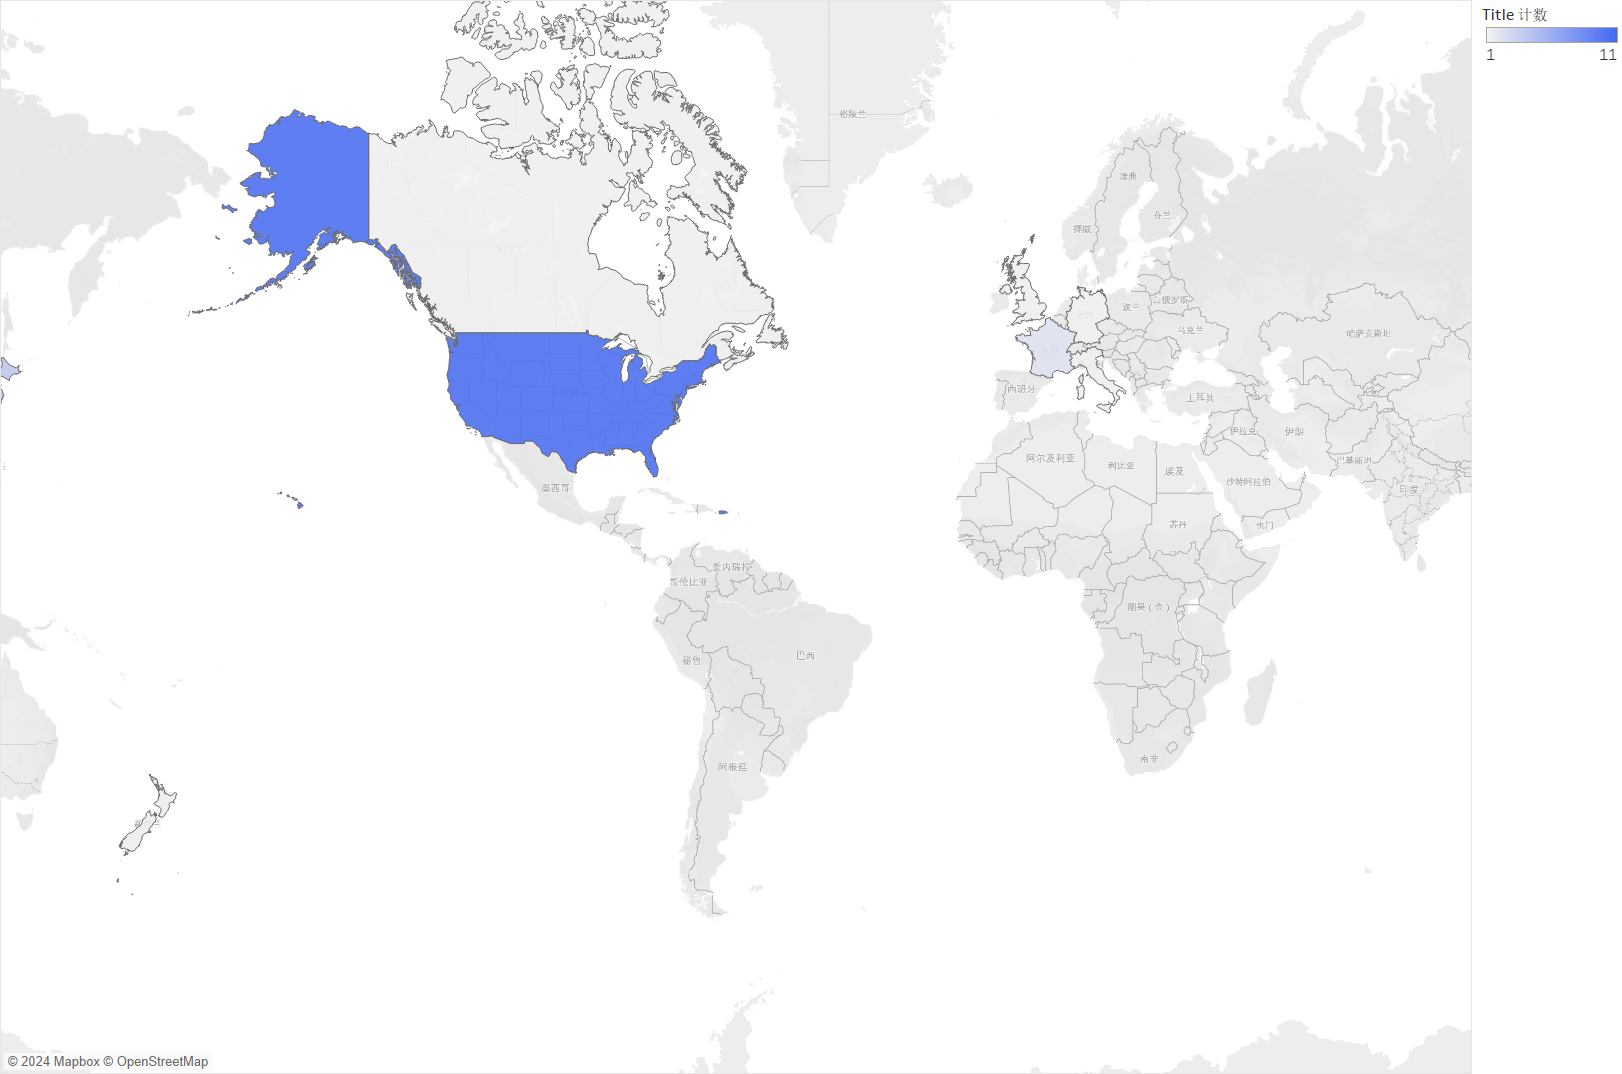 Title 计数
1 11
格陵兰
瑞典
芬兰
挪威
加拿大
波兰
白俄罗斯
乌克兰
哈萨克斯坦
法国
美国
西班牙
土耳其
伊拉克
伊朗
阿尔及利亚
利比亚
埃及
巴基斯坦
沙特阿拉伯
印度
墨西哥
苏丹
也门
委内瑞拉
哥伦比亚
刚果（金）
巴西
秘鲁
南非
阿根廷
© 2024 Mapbox © OpenStreetMap